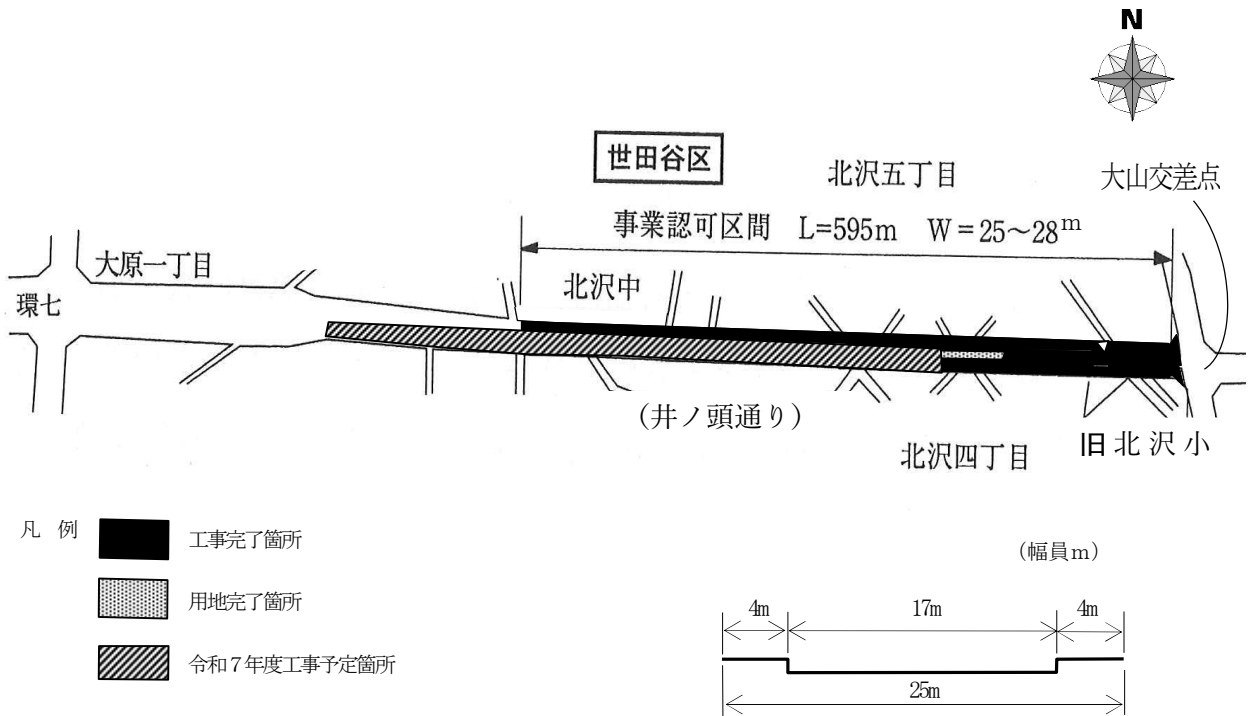 N
世田谷区
北沢五丁目
大山交差点
事業認可区間 L=595m W=25～28m
大原一丁目
北沢中
環七
(井ノ頭通り)
北沢四丁目
旧北沢小
凡 例
工事完了箇所
用地完了箇所
令和７年度工事予定箇所
(幅員ｍ)
4m
17m
4m
25m